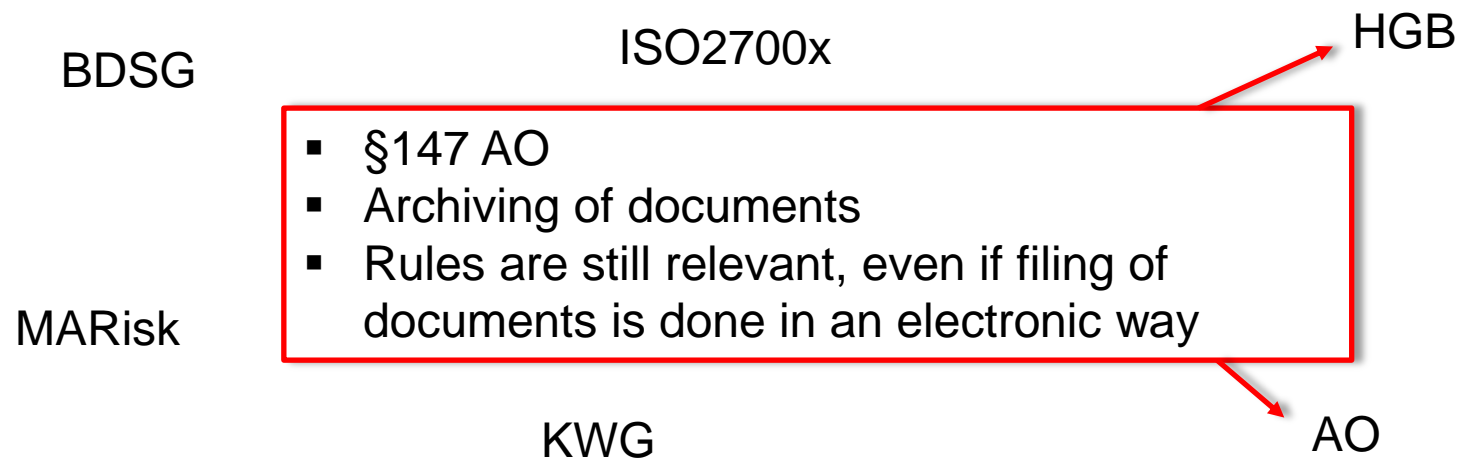 HGB
ISO2700x
BDSG
▪ §147 AO
▪ Archiving of documents
▪ Rules are still relevant, even if filing of
documents is done in an electronic way
MARisk
KWG
AO